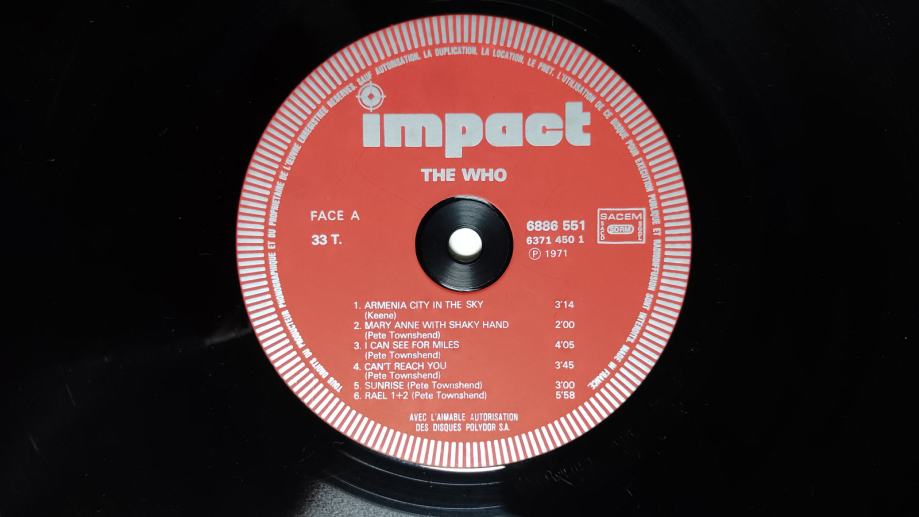 TOUS DROITS DU PRODUCTEUR PHONOGRAPHIQUE ET DU PROPRIETAIRE DE L'ŒUVRE ENREGISTREE RESERVES. SAUF AUTORISATION, LA DUPLICATION, LA LOCATION, LE PRET, L'UTILISATION DE CE DISQUE POUR EXECUTION PUBLIQUE ET RADIODIFFUSION SONT INTERDITS. MADE IN FRANCE.
impact
THE WHO
FACE A
33 T.
6886 551
6371 450 1
Ⓟ 1971
SACEM
SACD
SDRM
SGDL
1. ARMENIA CITY IN THE SKY 3'14
(Keene)
2. MARY ANNE WITH SHAKY HAND 2'00
(Pete Townshend)
3. I CAN SEE FOR MILES 4'05
(Pete Townshend)
4. CAN'T REACH YOU 3'45
(Pete Townshend)
5. SUNRISE (Pete Townshend) 3'00
6. RAEL 1+2 (Pete Townshend) 5'58
AVEC L'AIMABLE AUTORISATION
DES DISQUES POLYDOR S.A.